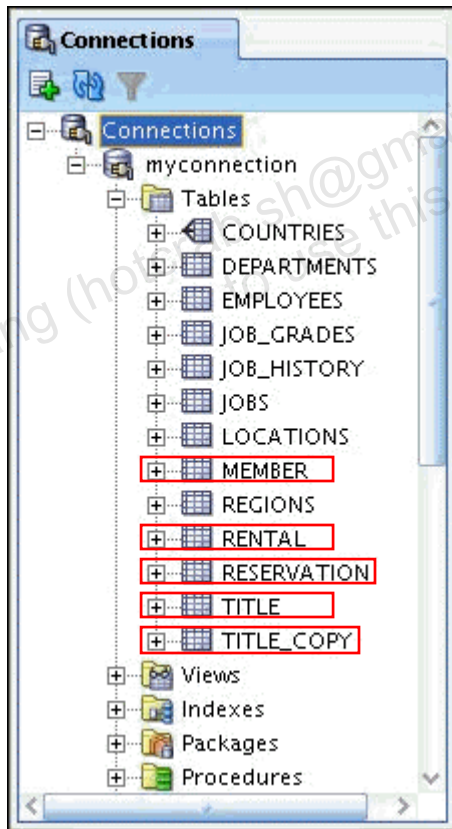 Connections
Connections
myconnection
Tables
COUNTRIES
DEPARTMENTS
EMPLOYEES
JOB_GRADES
JOB_HISTORY
JOBS
LOCATIONS
MEMBER
REGIONS
RENTAL
RESERVATION
TITLE
TITLE_COPY
Views
Indexes
Packages
Procedures